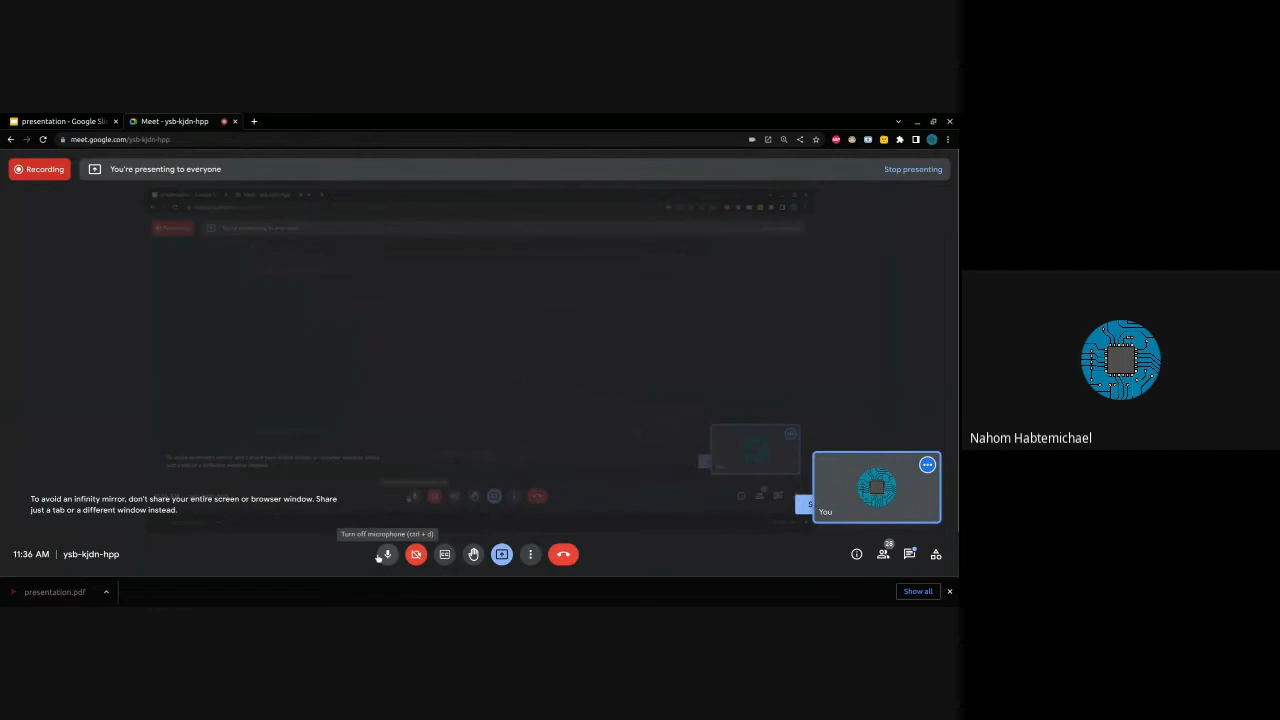 presentation - Google Sli
Meet - ysb-kjdn-hpp
meet.google.com/ysb-kjdn-hpp
Recording
You're presenting to everyone
Stop presenting
Nahom Habtemichael
To avoid an infinity mirror, don't share your entire screen or browser window. Share
just a tab or a different window instead.
You
Turn off microphone (ctrl + d)
28
11:36 AM | ysb-kjdn-hpp
presentation.pdf
Show all